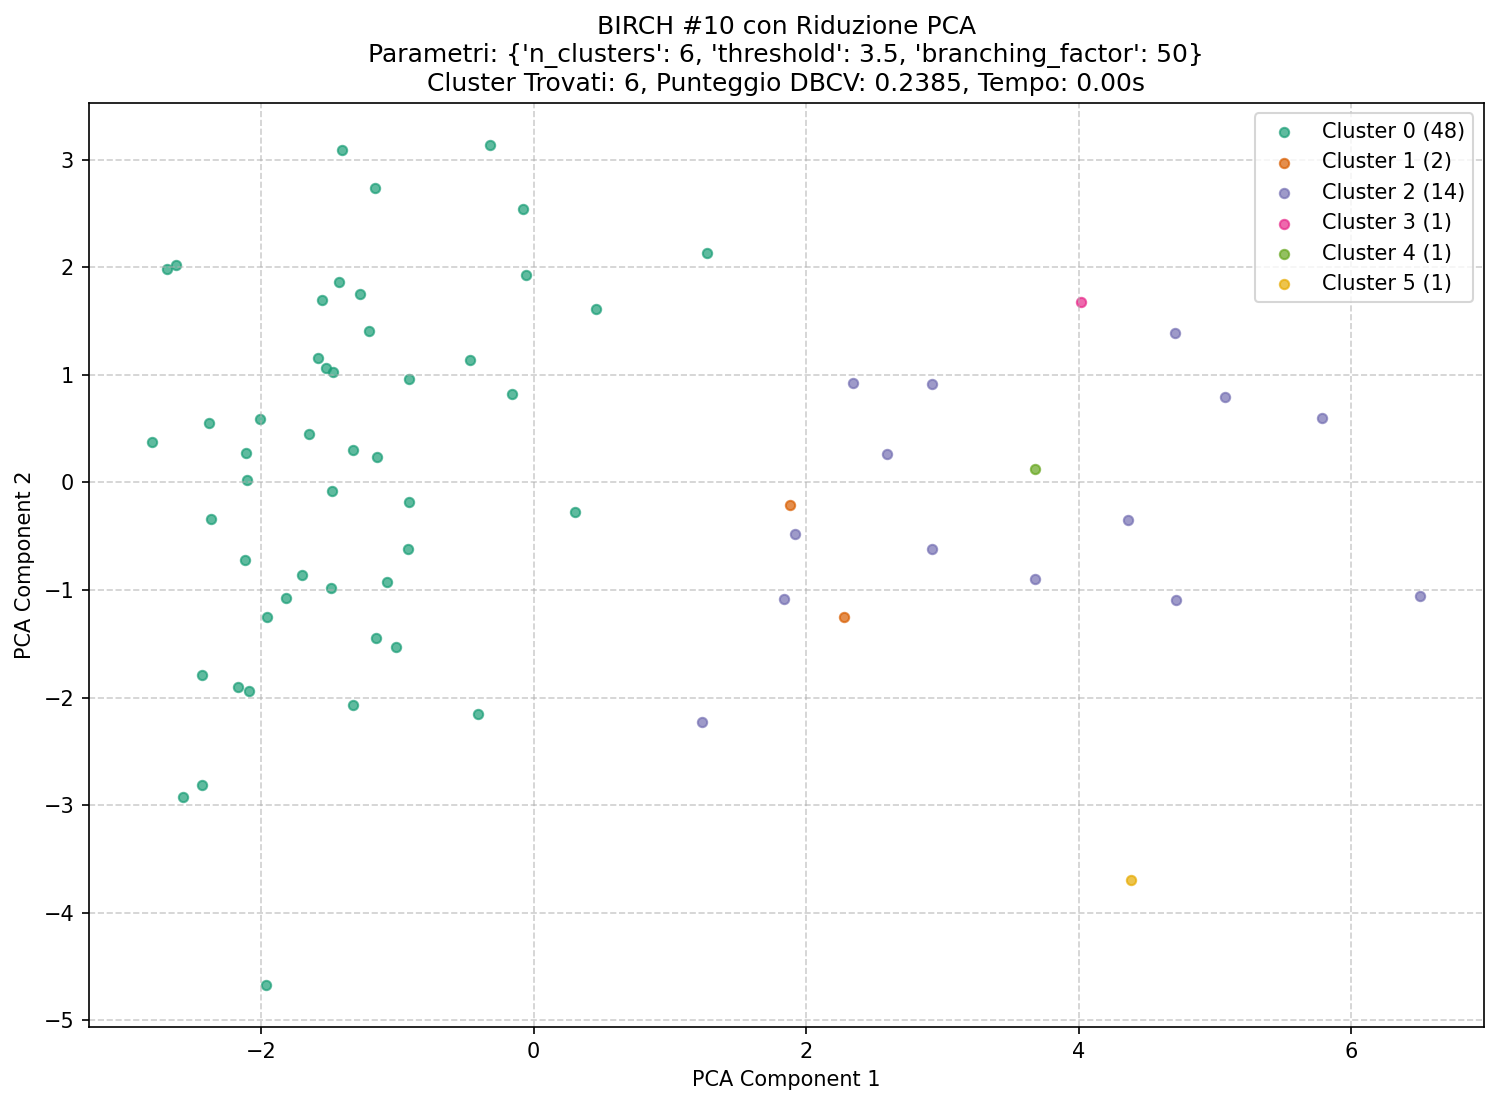 BIRCH #10 con Riduzione PCA
Parametri: {'n_clusters': 6, 'threshold': 3.5, 'branching_factor': 50}
Cluster Trovati: 6, Punteggio DBCV: 0.2385, Tempo: 0.00s
Cluster 0 (48)
Cluster 1 (2)
Cluster 2 (14)
Cluster 3 (1)
Cluster 4 (1)
Cluster 5 (1)
PCA Component 2
3
2
1
0
−1
−2
−3
−4
−5
−2
0
2
4
6
PCA Component 1